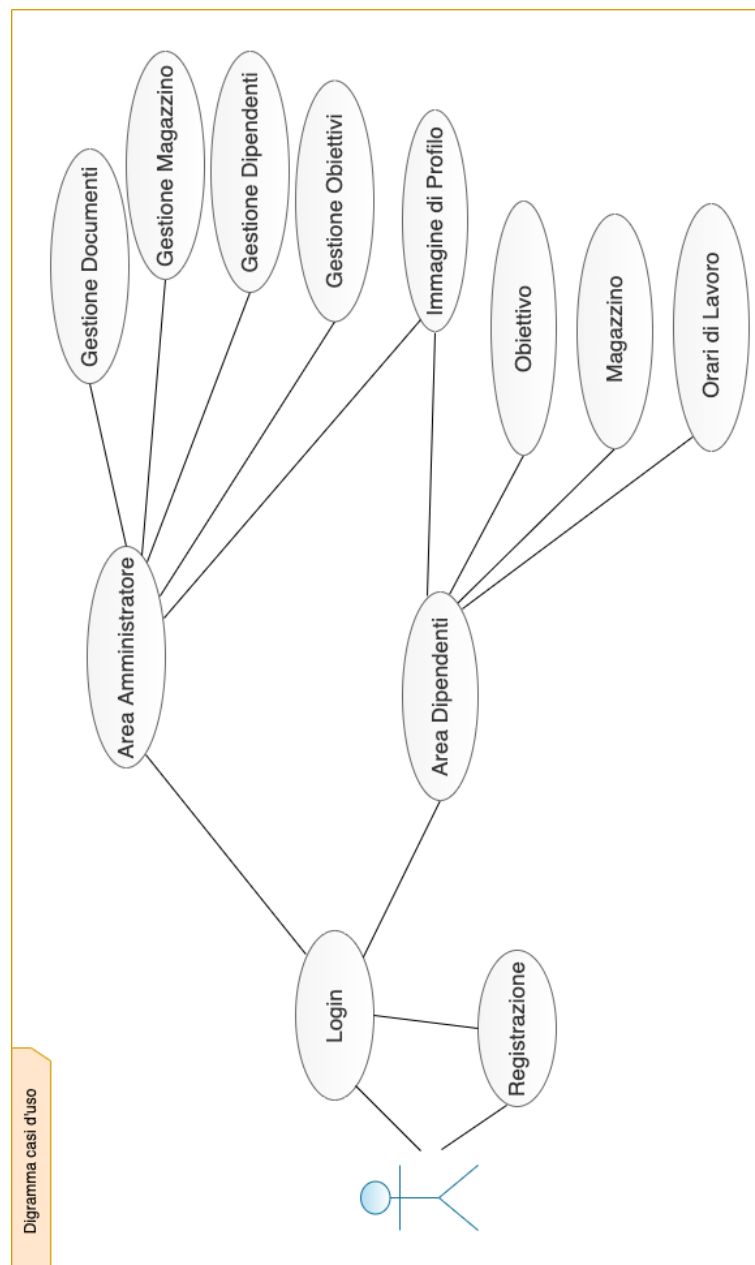 Digramma casi d'uso
Login
Registrazione
Area Amministratore
Area Dipendenti
Gestione Documenti
Gestione Magazzino
Gestione Dipendenti
Gestione Obiettivi
Immagine di Profilo
Obiettivo
Magazzino
Orari di Lavoro